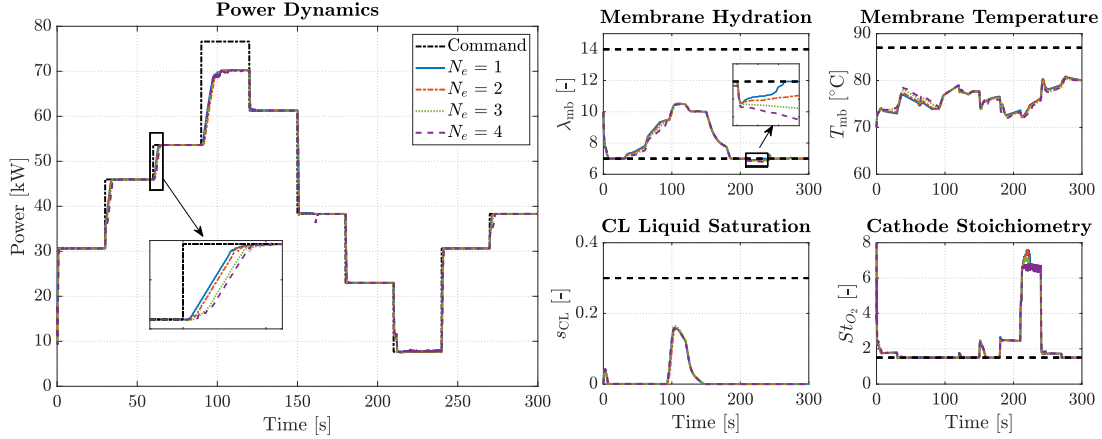 Power Dynamics
80
70
60
50
40
30
20
10
0
Power [kW]
0 50 100 150 200 250 300
Time [s]
Command
N_e = 1
N_e = 2
N_e = 3
N_e = 4
Membrane Hydration
14
12
10
8
6
λ_mb [-]
0 100 200 300
Membrane Temperature
90
80
70
60
T_mb [°C]
0 100 200 300
CL Liquid Saturation
0.4
0.2
0
s_CL [-]
0 100 200 300
Time [s]
Cathode Stoichiometry
8
6
4
2
0
St_{O_2} [-]
0 100 200 300
Time [s]